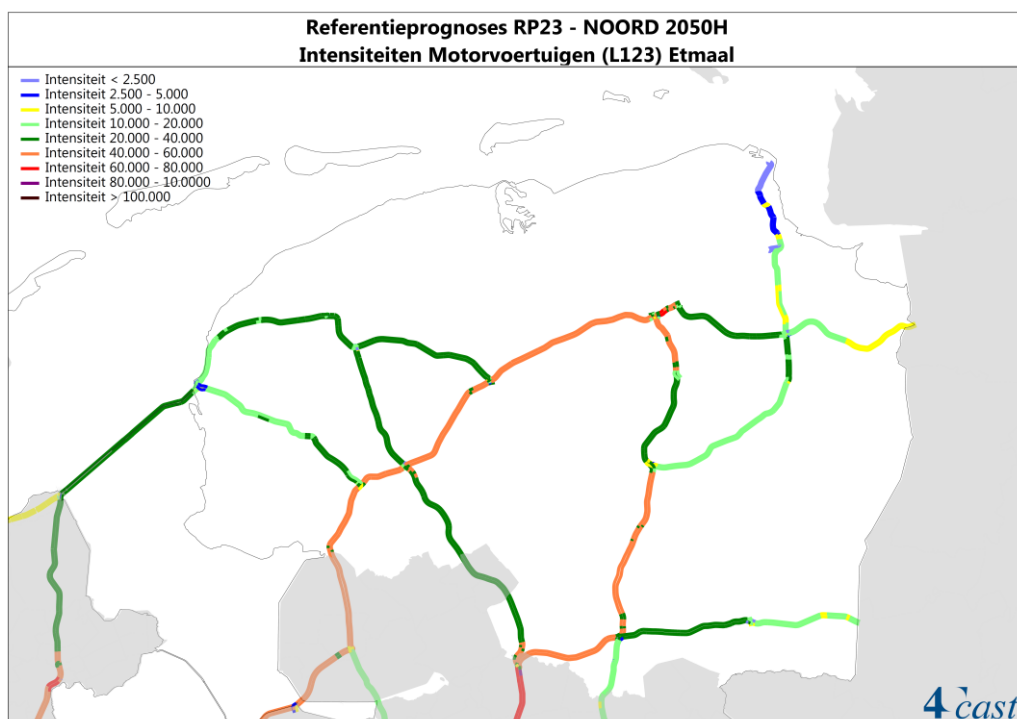 Referentieprognoses RP23 - NOORD 2050H
Intensiteiten Motorvoertuigen (L123) Etmaal
Intensiteit < 2.500
Intensiteit 2.500 - 5.000
Intensiteit 5.000 - 10.000
Intensiteit 10.000 - 20.000
Intensiteit 20.000 - 40.000
Intensiteit 40.000 - 60.000
Intensiteit 60.000 - 80.000
Intensiteit 80.000 - 10.0000
Intensiteit > 100.000
4cast